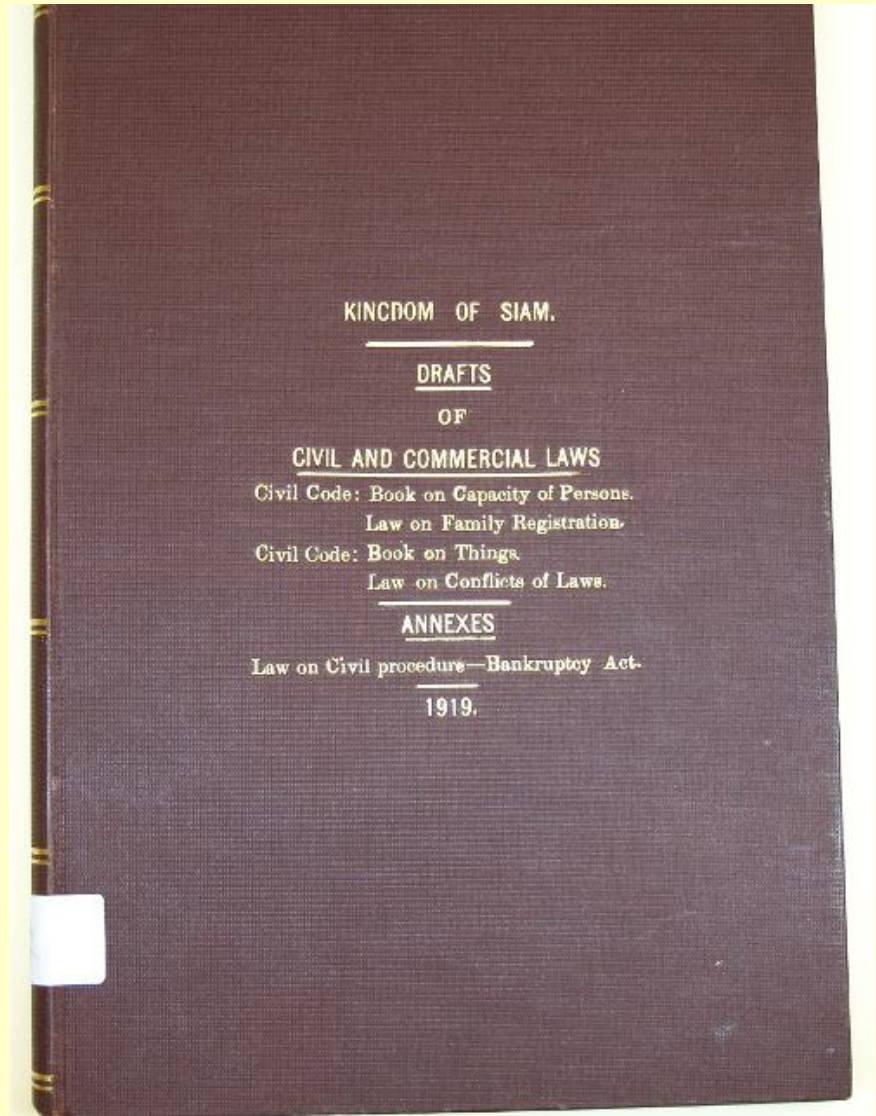 KINCDOM OF SIAM.
DRAFTS
OF
CIVIL AND COMMERCIAL LAWS
Civil Code: Book on Capacity of Persons.
Law on Family Registration.
Civil Code: Book on Things.
Law on Conflicts of Laws.
ANNEXES
Law on Civil procedure—Bankruptcy Act.
1919.